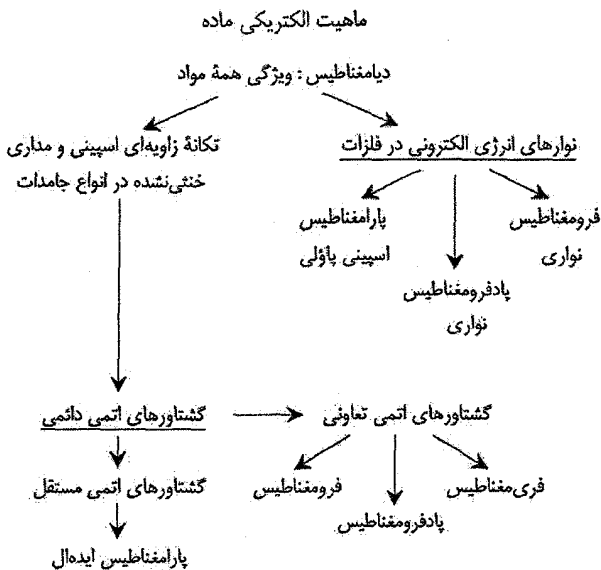 ماهیت الکتریکی ماده
دیامغناطیس: ویژگی همهٔ مواد
نوارهای انرژی الکترونی در فلزات
تکانهٔ زاویه‌ای اسپینی و مداری
خنثی‌نشده در انواع جامدات
فرومغناطیس
نواری
پادفرومغناطیس
نواری
پارامغناطیس
اسپینی پاؤلی
گشتاورهای اتمی دائمی
گشتاورهای اتمی تعاونی
گشتاورهای اتمی مستقل
پارامغناطیس ایده‌ال
فری‌مغناطیس
پادفرومغناطیس
فرومغناطیس